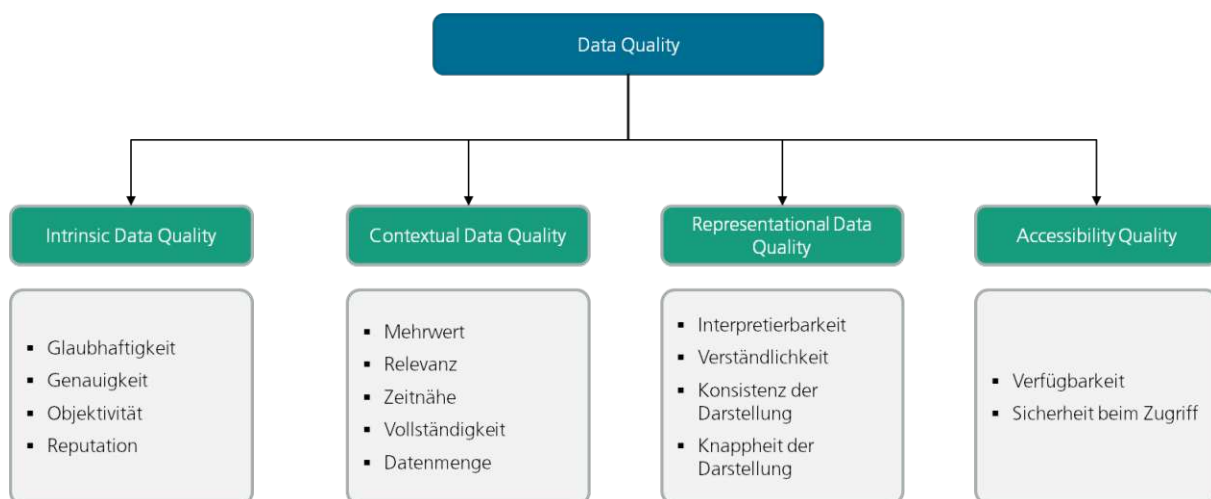 Data Quality
Intrinsic Data Quality
▪ Glaubhaftigkeit
▪ Genauigkeit
▪ Objektivität
▪ Reputation
Contextual Data Quality
▪ Mehrwert
▪ Relevanz
▪ Zeitnähe
▪ Vollständigkeit
▪ Datenmenge
Representational Data
Quality
▪ Interpretierbarkeit
▪ Verständlichkeit
▪ Konsistenz der
Darstellung
▪ Knappheit der
Darstellung
Accessibility Quality
▪ Verfügbarkeit
▪ Sicherheit beim Zugriff